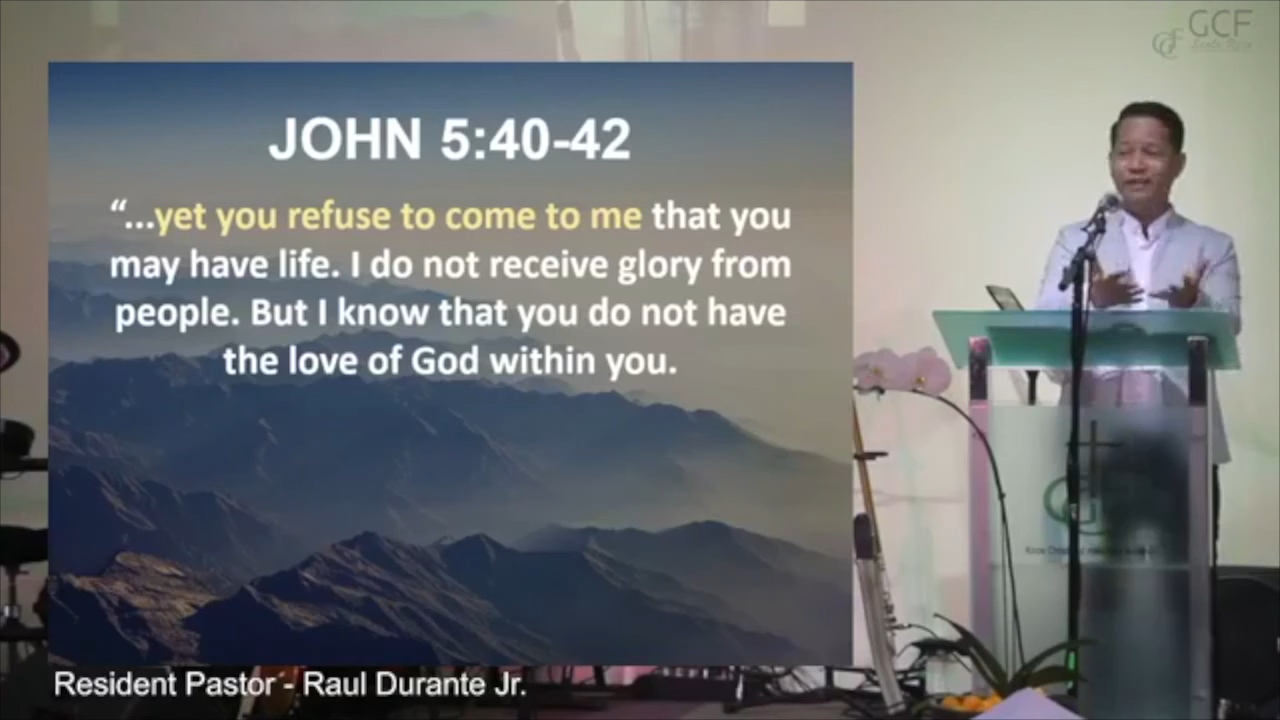 GCF
Santa Rosa
JOHN 5:40-42
“...yet you refuse to come to me that you
may have life. I do not receive glory from
people. But I know that you do not have
the love of God within you.
Resident Pastor - Raul Durante Jr.